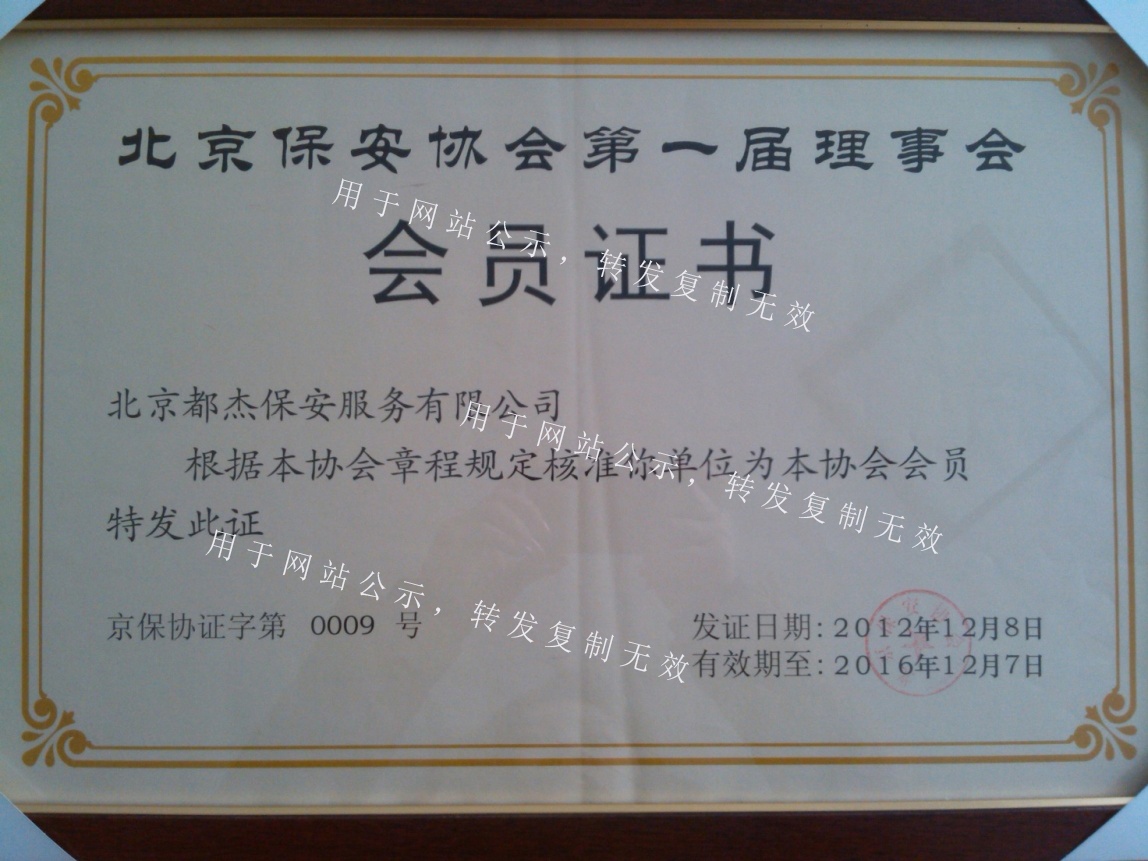 北京保安协会第一届理事会
会员证书
用于网站公示，转发复制无效
北京都杰保安服务有限公司
用于网站公示，转发复制无效
根据本协会章程规定核准你单位为本协会会员
特发此证
用于网站公示，转发复制无效
京保协证字第 0009 号
发证日期：2012年12月8日
有效期至：2016年12月7日